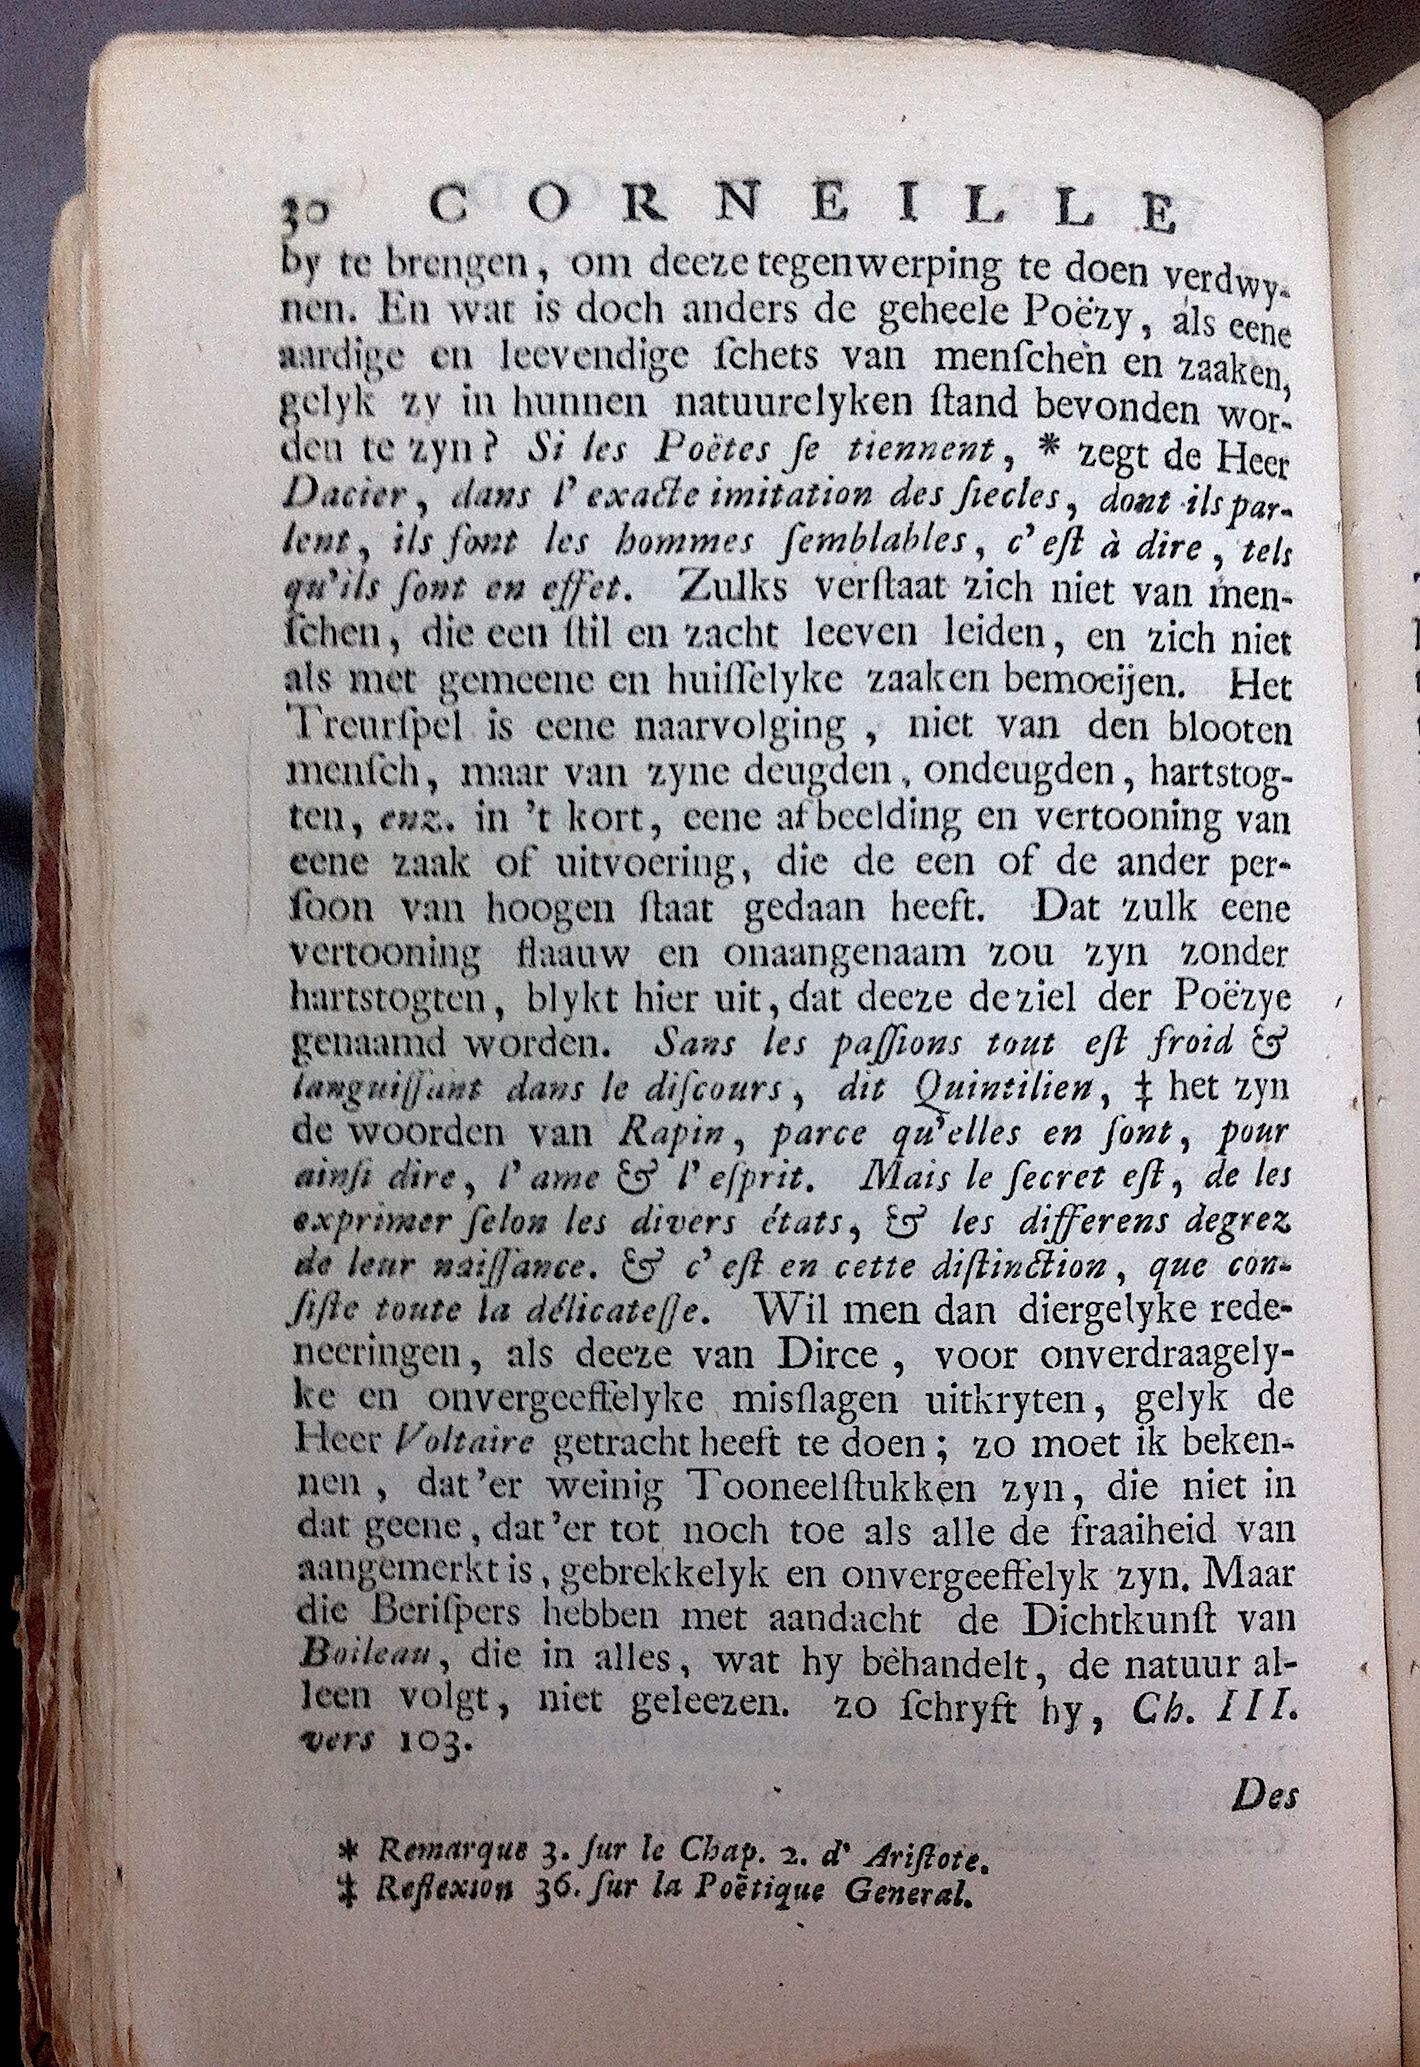 30 CORNEILLE
by te brengen, om deeze tegenwerping te doen verdwy-
nen. En wat is doch anders de geheele Poëzy, als eene
aardige en leevendige ſchets van menſchen en zaaken,
gelyk zy in hunnen natuurelyken ſtand bevonden wor-
den te zyn? Si les Poëtes ſe tiennent, * zegt de Heer
Dacier, dans l' exacte imitation des ſiecles, dont ils par-
lent, ils font les hommes ſemblables, c' eſt à dire, tels
qu'ils ſont en effet. Zulks verſtaat zich niet van men-
ſchen, die een ſtil en zacht leeven leiden, en zich niet
als met gemeene en huiſſelyke zaaken bemoeijen. Het
Treurſpel is eene naarvolging, niet van den blooten
menſch, maar van zyne deugden, ondeugden, hartstog-
ten, enz. in 't kort, eene afbeelding en vertooning van
eene zaak of uitvoering, die de een of de ander per-
ſoon van hoogen ſtaat gedaan heeft. Dat zulk eene
vertooning flaauw en onaangenaam zou zyn zonder
hartstogten, blykt hier uit, dat deeze de ziel der Poëzye
genaamd worden. Sans les paſſions tout eſt froid &
languiſſant dans le diſcours, dit Quintilien, ‡ het zyn
de woorden van Rapin, parce qu'elles en ſont, pour
ainſi dire, l' ame & l' eſprit. Mais le ſecret eſt, de les
exprimer ſelon les divers états, & les differens degrez
de leur naiſſance. & c' eſt en cette diſtinction, que con-
ſiſte toute la délicateſſe. Wil men dan diergelyke rede-
neeringen, als deeze van Dirce, voor onverdraagely-
ke en onvergeeffelyke misſlagen uitkryten, gelyk de
Heer Voltaire getracht heeft te doen; zo moet ik beken-
nen, dat 'er weinig Tooneelſtukken zyn, die niet in
dat geene, dat 'er tot noch toe als alle de fraaiheid van
aangemerkt is, gebrekkelyk en onvergeeffelyk zyn. Maar
die Beriſpers hebben met aandacht de Dichtkunſt van
Boileau, die in alles, wat hy behandelt, de natuur al-
leen volgt, niet geleezen. zo ſchryft hy, Ch. III.
vers 103.
Des
* Remarque 3. ſur le Chap. 2. d' Ariſtote.
‡ Reflexion 36. ſur la Poëtique General.